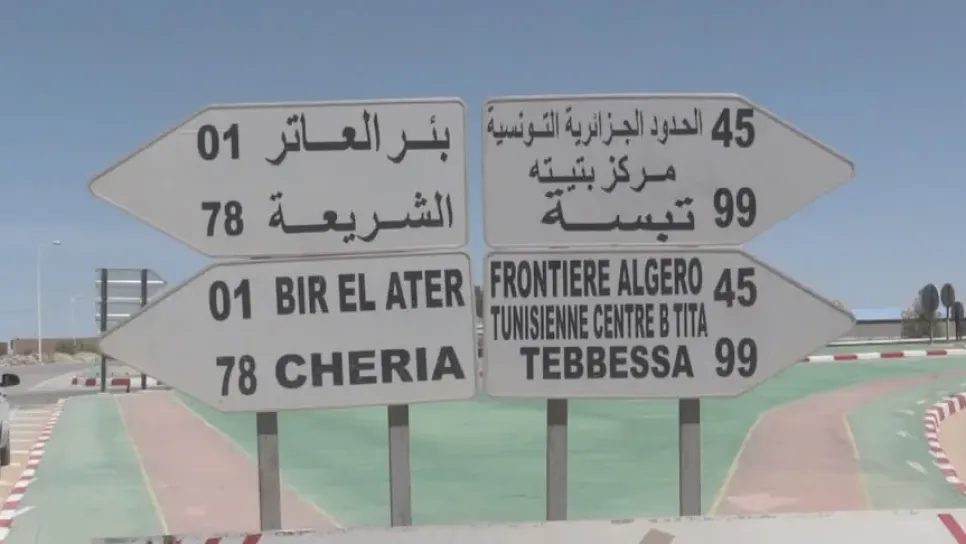 01 بئر العاتر
78 الشريعة
الحدود الجزائرية التونسية 45
مركز بتيته
تبسة 99
01 BIR EL ATER
78 CHERIA
FRONTIERE ALGERO 45
TUNISIENNE CENTRE B TITA
TEBBESSA 99